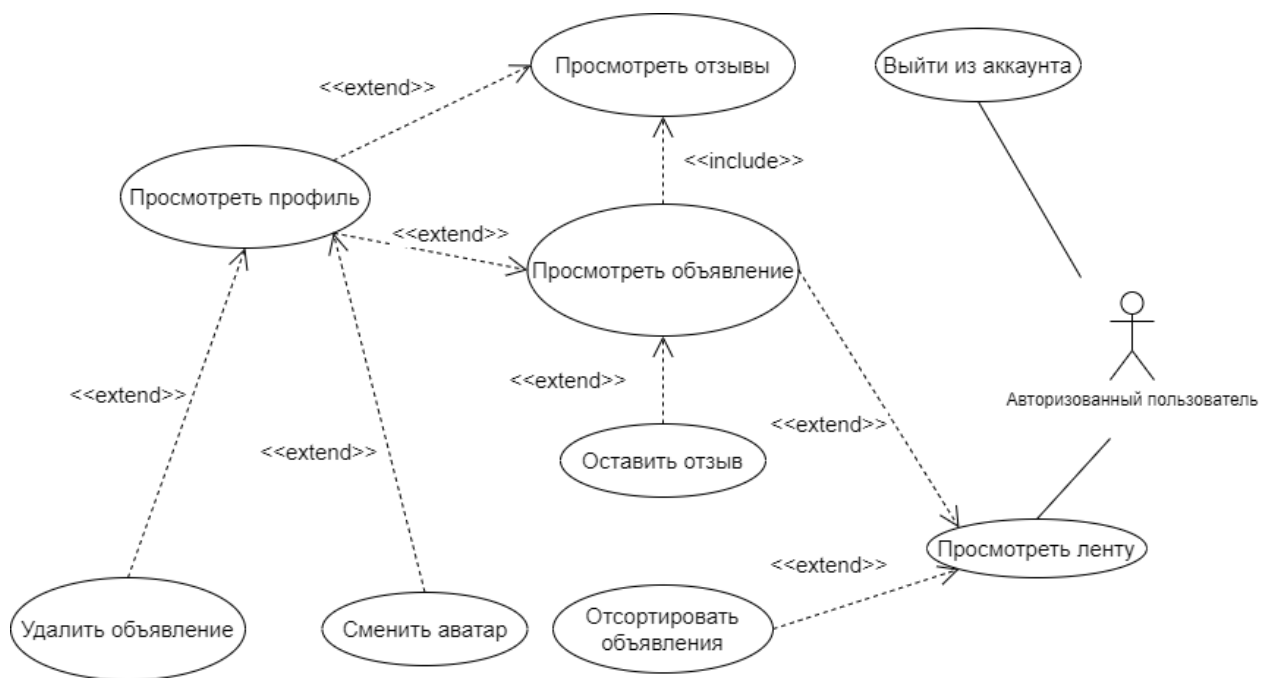 Просмотреть отзывы
Выйти из аккаунта
<<extend>>
<<include>>
Просмотреть профиль
<<extend>>
Просмотреть объявление
<<extend>>
<<extend>>
Авторизованный пользователь
<<extend>>
<<extend>>
Оставить отзыв
Просмотреть ленту
<<extend>>
Удалить объявление
Сменить аватар
Отсортировать
объявления